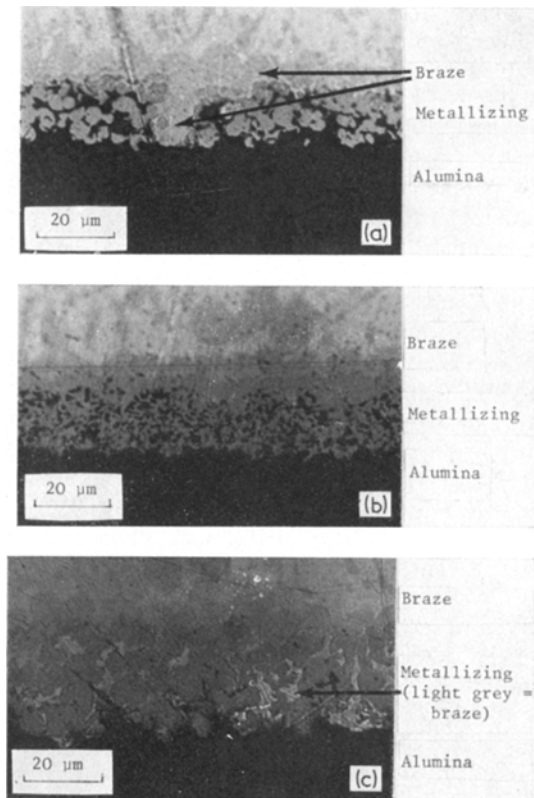 Braze
Metallizing
Alumina
20 µm
(a)
Braze
Metallizing
Alumina
20 µm
(b)
Braze
Metallizing
(light grey =
braze)
Alumina
20 µm
(c)